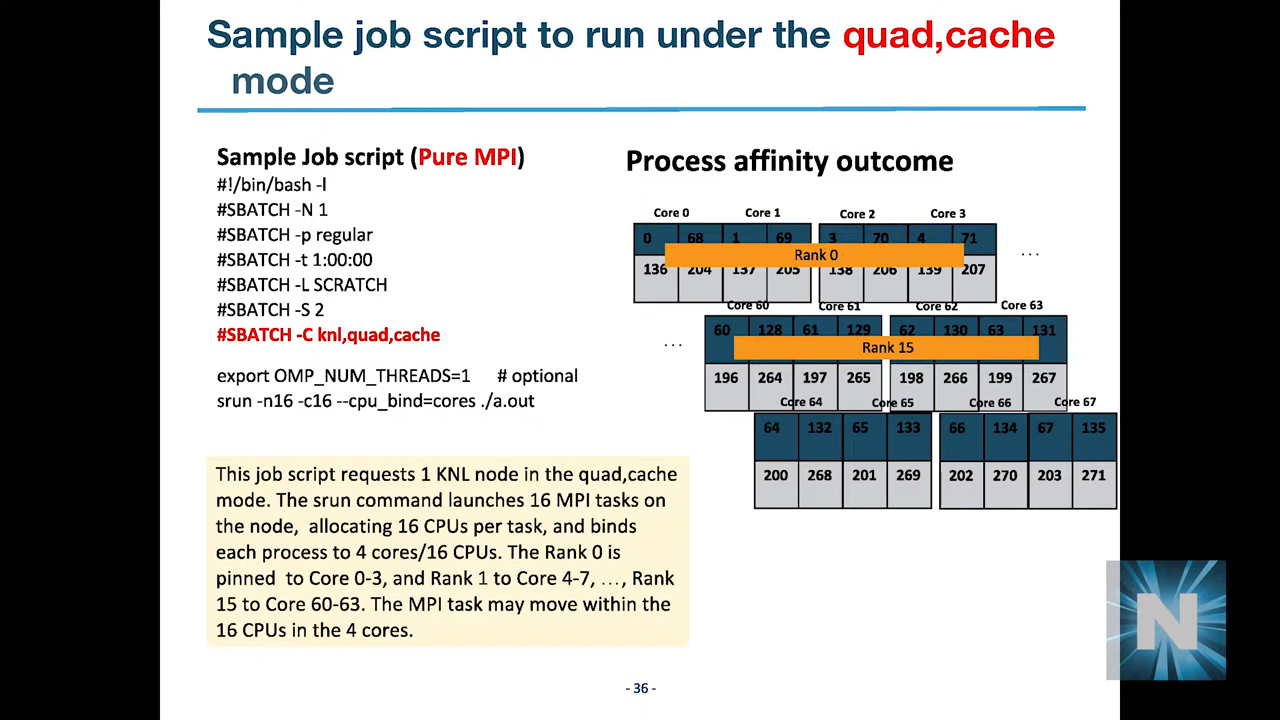 Sample job script to run under the quad,cache
mode
Sample Job script (Pure MPI)
#!/bin/bash -l
#SBATCH -N 1
#SBATCH -p regular
#SBATCH -t 1:00:00
#SBATCH -L SCRATCH
#SBATCH -S 2
#SBATCH -C knl,quad,cache
export OMP_NUM_THREADS=1 # optional
srun -n16 -c16 --cpu_bind=cores ./a.out
This job script requests 1 KNL node in the quad,cache
mode. The srun command launches 16 MPI tasks on
the node, allocating 16 CPUs per task, and binds
each process to 4 cores/16 CPUs. The Rank 0 is
pinned to Core 0-3, and Rank 1 to Core 4-7, ..., Rank
15 to Core 60-63. The MPI task may move within the
16 CPUs in the 4 cores.
Process affinity outcome
Core 0 Core 1 Core 2 Core 3
0 68 1 69 3 70 4 71
Rank 0
...
136 204 137 205 138 206 139 207
Core 60 Core 61 Core 62 Core 63
60 128 61 129 62 130 63 131
... Rank 15
196 264 197 265 198 266 199 267
Core 64 Core 65 Core 66 Core 67
64 132 65 133 66 134 67 135
200 268 201 269 202 270 203 271
N
- 36 -